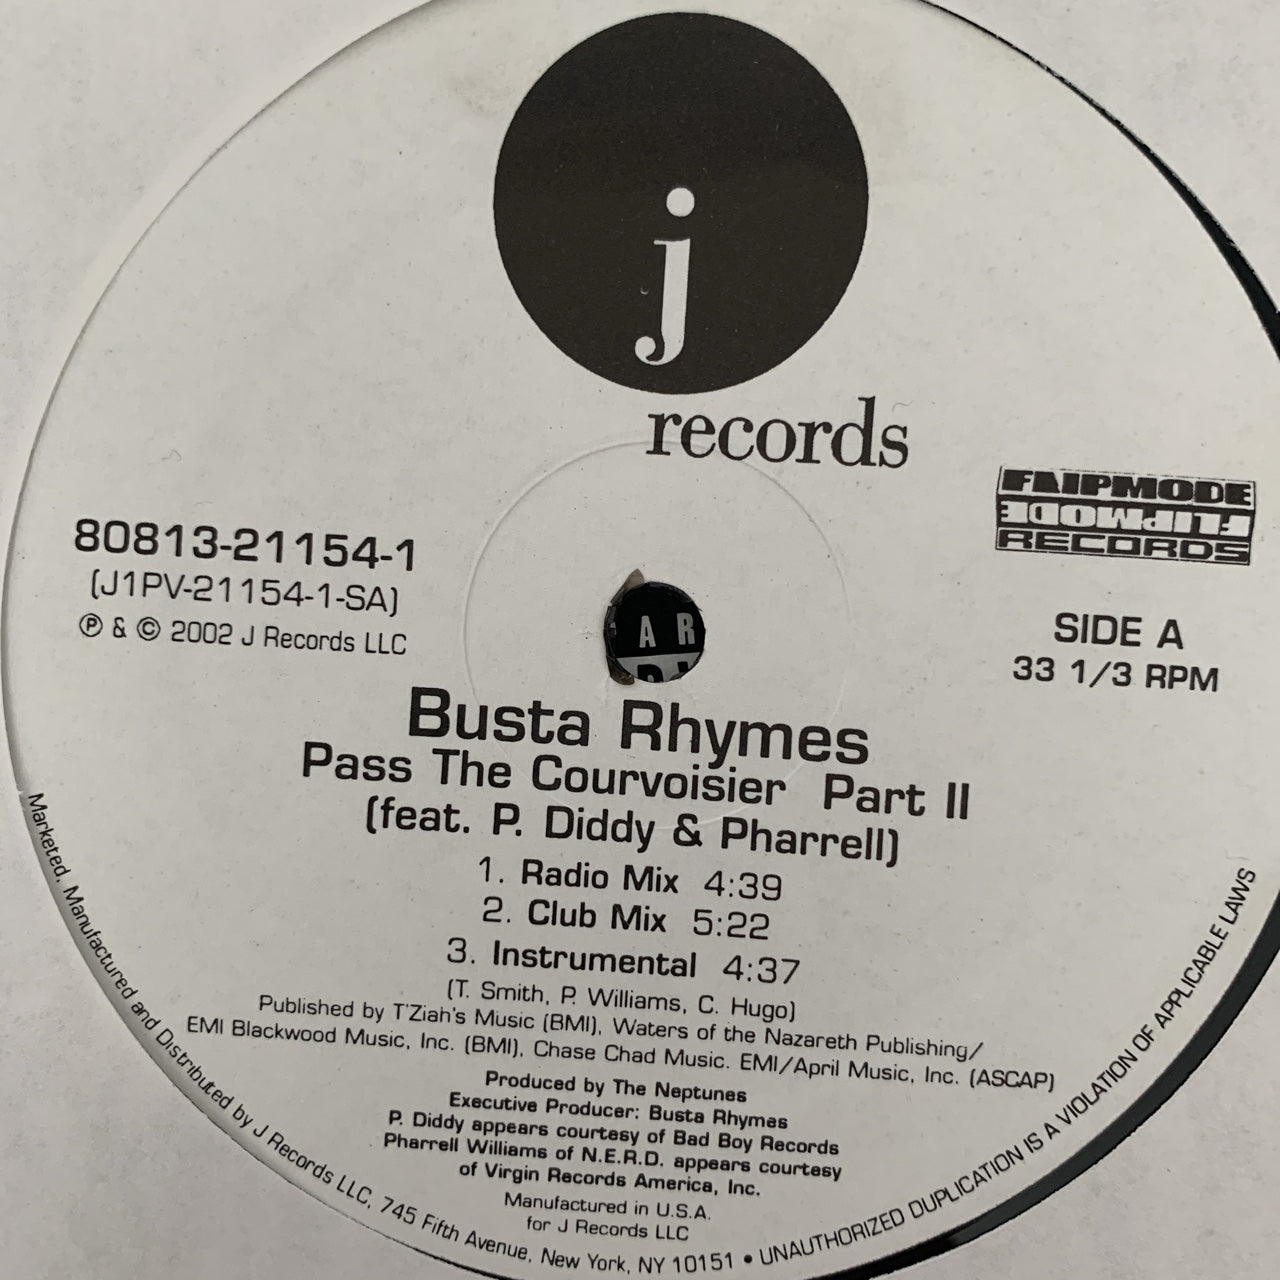 j
records
FLIPMODE
FLIPMODE
RECORDS
80813-21154-1
(J1PV-21154-1-SA)
℗ & © 2002 J Records LLC
SIDE A
33 1/3 RPM
A R
Busta Rhymes
Pass The Courvoisier Part II
(feat. P. Diddy & Pharrell)
1. Radio Mix 4:39
2. Club Mix 5:22
3. Instrumental 4:37
(T. Smith, P. Williams, C. Hugo)
Published by T'Ziah's Music (BMI), Waters of the Nazareth Publishing/
EMI Blackwood Music, Inc. (BMI), Chase Chad Music. EMI/April Music, Inc. (ASCAP)
Produced by The Neptunes
Executive Producer: Busta Rhymes
P. Diddy appears courtesy of Bad Boy Records
Pharrell Williams of N.E.R.D. appears courtesy
of Virgin Records America, Inc.
Manufactured in U.S.A.
for J Records LLC
Marketed, Manufactured and Distributed by J Records LLC, 745 Fifth Avenue, New York, NY 10151 • UNAUTHORIZED DUPLICATION IS A VIOLATION OF APPLICABLE LAWS